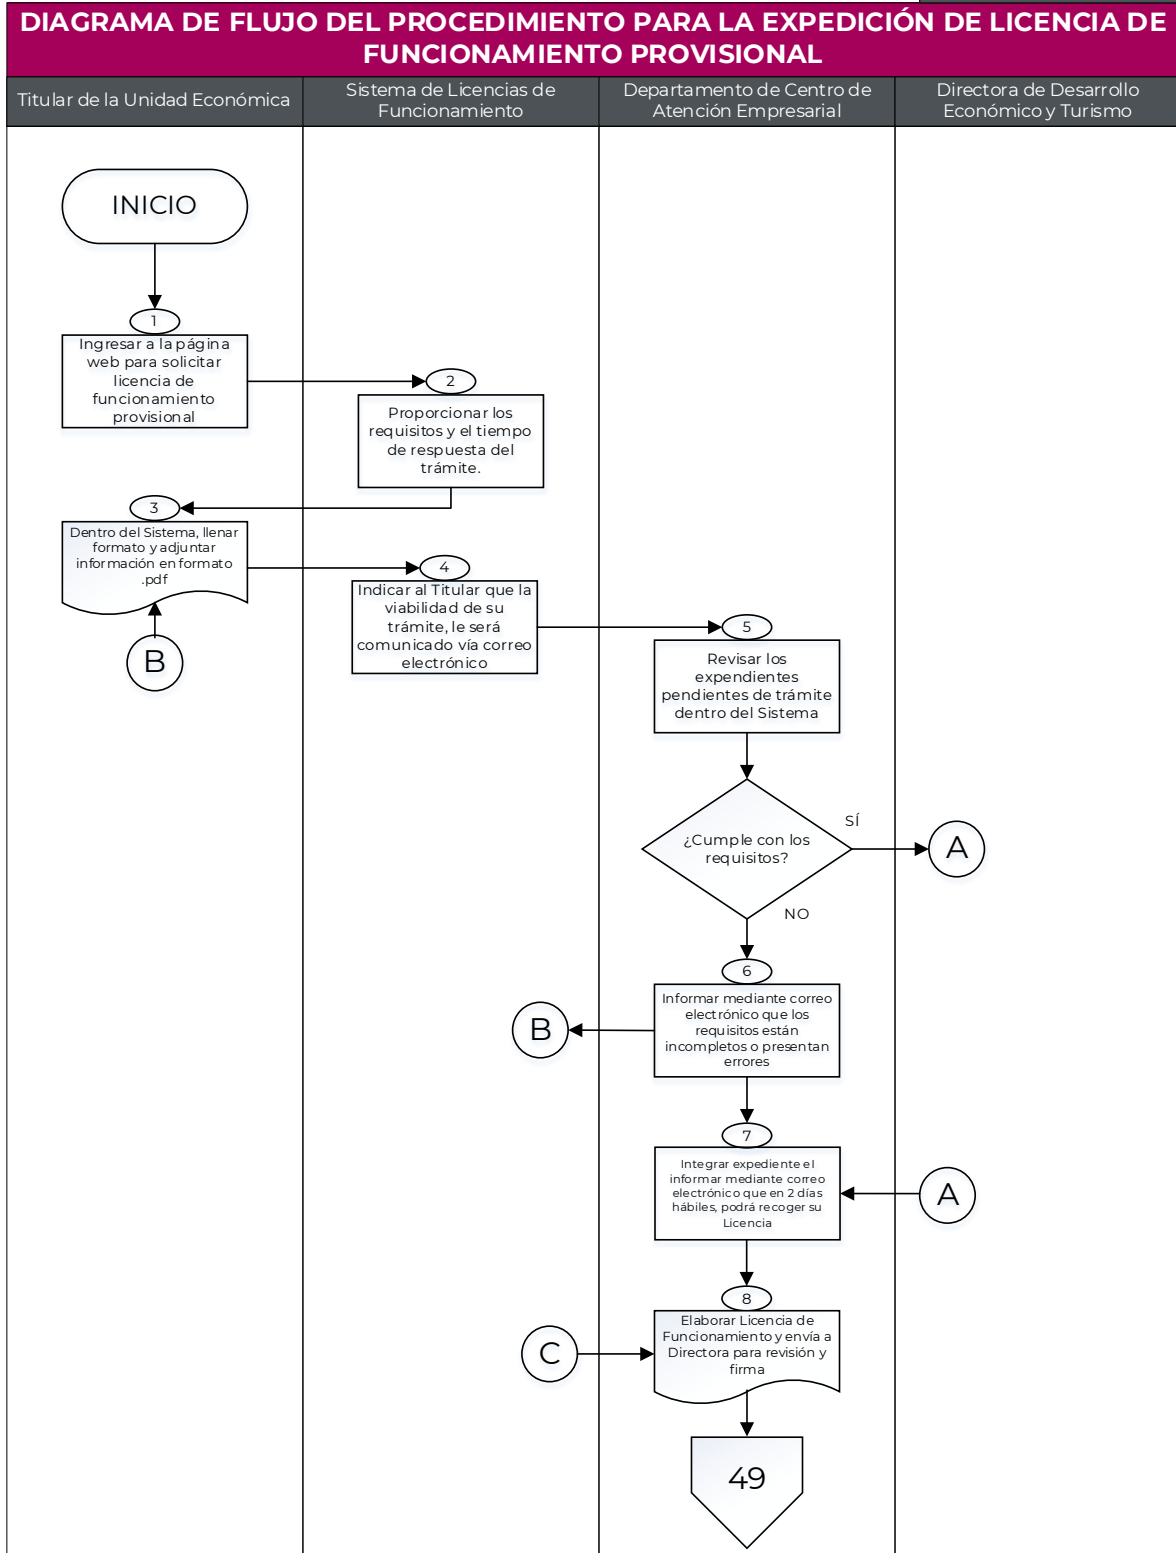 DIAGRAMA DE FLUJO DEL PROCEDIMIENTO PARA LA EXPEDICIÓN DE LICENCIA DE
FUNCIONAMIENTO PROVISIONAL
Titular de la Unidad Económica
Sistema de Licencias de
Funcionamiento
Departamento de Centro de
Atención Empresarial
Directora de Desarrollo
Económico y Turismo
INICIO
1
Ingresar a la página
web para solicitar
licencia de
funcionamiento
provisional
2
Proporcionar los
requisitos y el tiempo
de respuesta del
trámite.
3
Dentro del Sistema, llenar
formato y adjuntar
información en formato
.pdf
B
4
Indicar al Titular que la
viabilidad de su
trámite, le será
comunicado vía correo
electrónico
5
Revisar los
expendientes
pendientes de trámite
dentro del Sistema
¿Cumple con los
requisitos?
SÍ
A
NO
6
Informar mediante correo
electrónico que los
requisitos están
incompletos o presentan
errores
B
7
Integrar expediente el
informar mediante correo
electrónico que en 2 días
hábiles, podrá recoger su
Licencia
A
8
Elaborar Licencia de
Funcionamiento y envía a
Directora para revisión y
firma
C
49